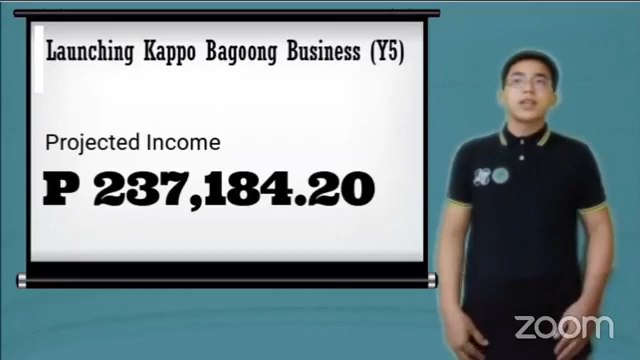 Launching Kappo Bagoong Business (Y5)
Projected Income
P 237,184.20
zoom